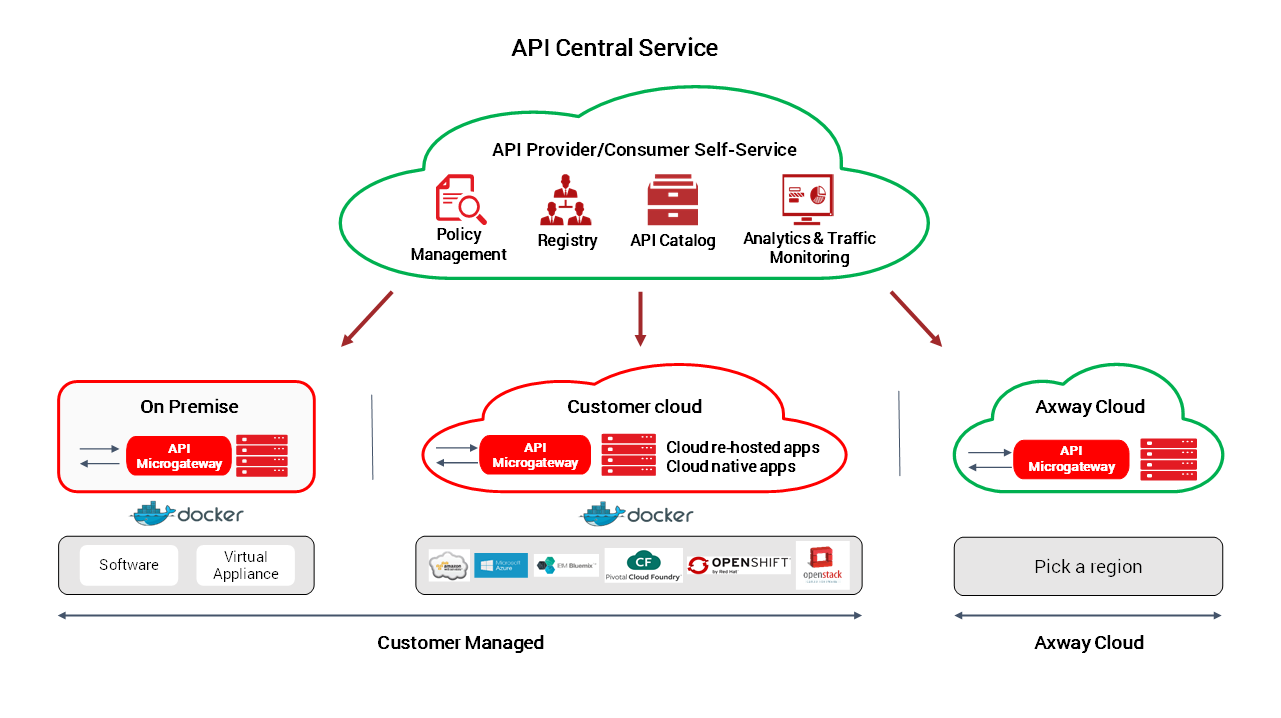 API Central Service
API Provider/Consumer Self-Service
Policy
Management
Registry
API Catalog
Analytics & Traffic
Monitoring
On Premise
API
Microgateway
Customer cloud
API
Microgateway
Cloud re-hosted apps
Cloud native apps
Axway Cloud
API
Microgateway
docker
docker
Software
Virtual
Appliance
amazon
Microsoft
Azure
IBM Bluemix™
CF
Pivotal Cloud Foundry
OPENSHIFT
by Red Hat
openstack
Pick a region
Customer Managed
Axway Cloud